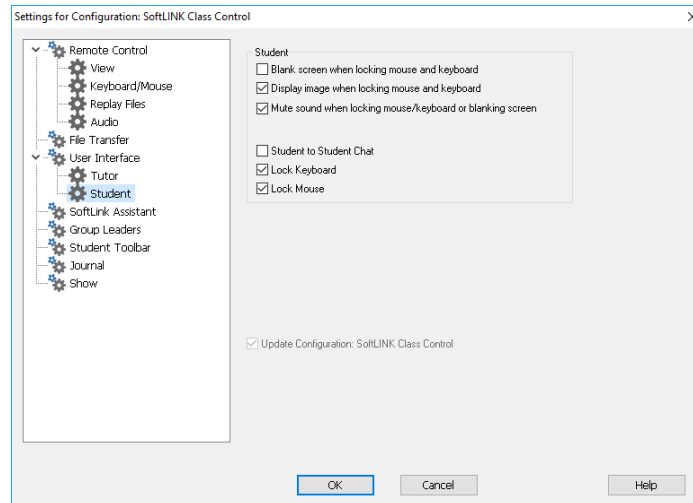 Settings for Configuration: SoftLINK Class Control
Remote Control
View
Keyboard/Mouse
Replay Files
Audio
File Transfer
User Interface
Tutor
Student
SoftLink Assistant
Group Leaders
Student Toolbar
Journal
Show
Student
Blank screen when locking mouse and keyboard
Display image when locking mouse and keyboard
Mute sound when locking mouse/keyboard or blanking screen
Student to Student Chat
Lock Keyboard
Lock Mouse
Update Configuration: SoftLINK Class Control
OK
Cancel
Help